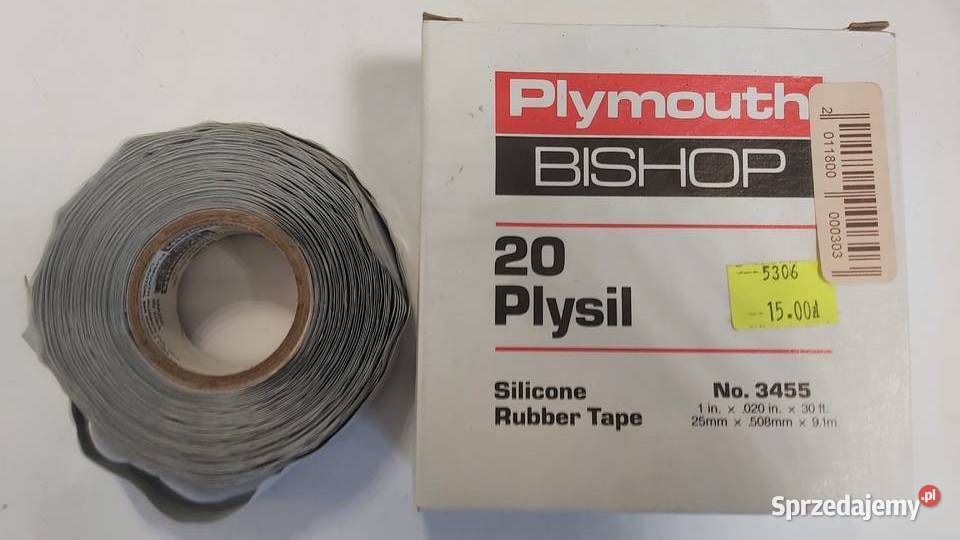 Plymouth
BISHOP
20
Plysil
Silicone
Rubber Tape
No. 3455
1 in. × .020 in. × 30 ft.
25mm × .508mm × 9.1m
2 011800 000303
5306
15.00zł
Sprzedajemy.pl